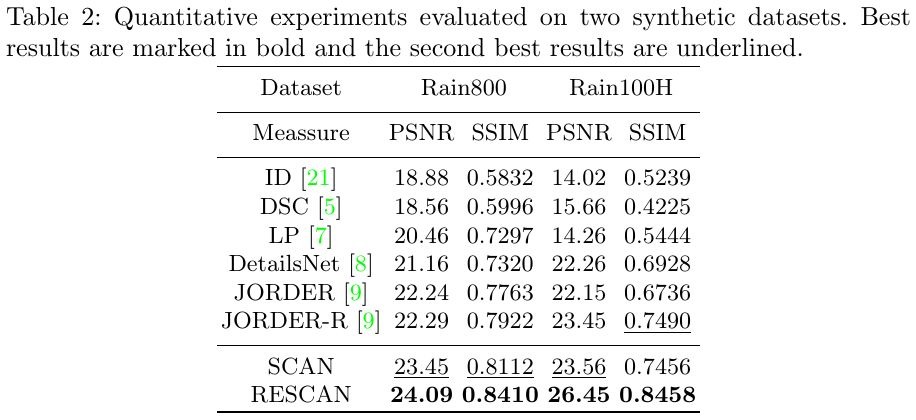 Table 2: Quantitative experiments evaluated on two synthetic datasets. Best
results are marked in bold and the second best results are underlined.
Dataset Rain800 Rain100H
Meassure PSNR SSIM PSNR SSIM
ID [21] 18.88 0.5832 14.02 0.5239
DSC [5] 18.56 0.5996 15.66 0.4225
LP [7] 20.46 0.7297 14.26 0.5444
DetailsNet [8] 21.16 0.7320 22.26 0.6928
JORDER [9] 22.24 0.7763 22.15 0.6736
JORDER-R [9] 22.29 0.7922 23.45 0.7490
SCAN 23.45 0.8112 23.56 0.7456
RESCAN 24.09 0.8410 26.45 0.8458